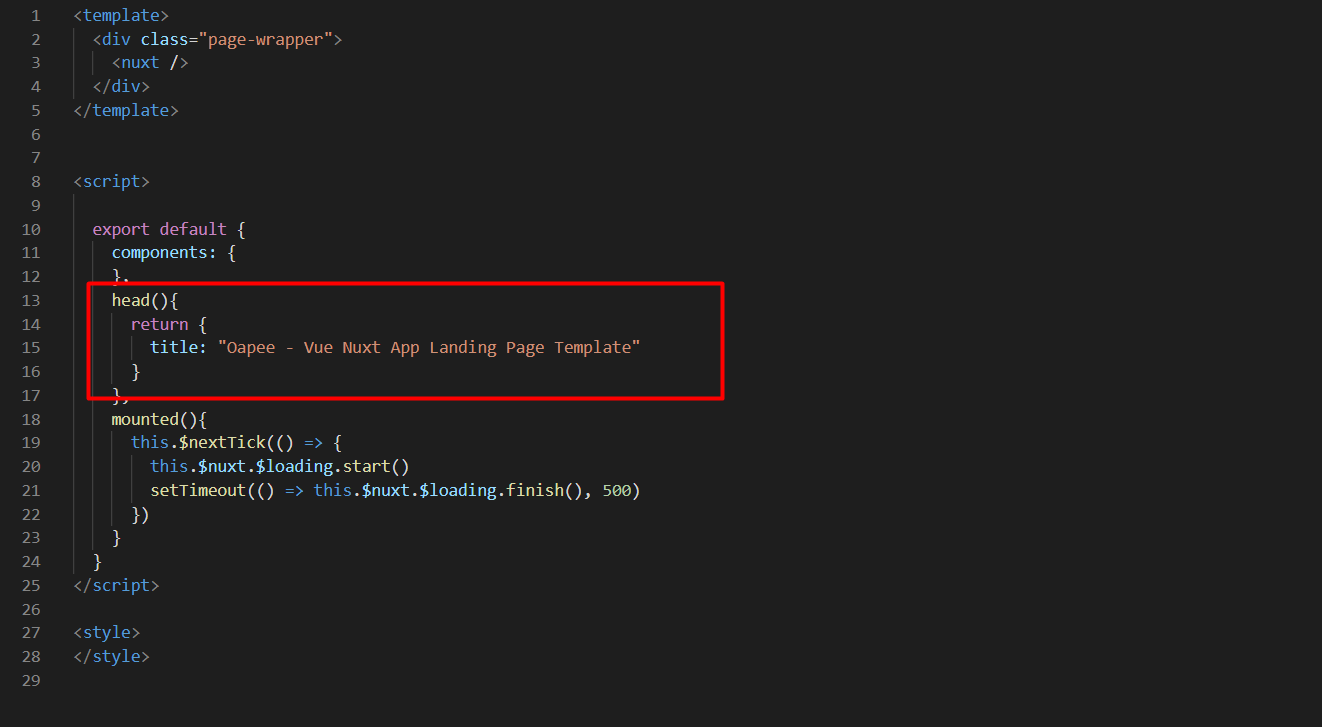 1 <template>
2   <div class="page-wrapper">
3     <nuxt />
4   </div>
5 </template>
6
7
8 <script>
9
10   export default {
11     components: {
12     },
13     head(){
14       return {
15         title: "Oapee - Vue Nuxt App Landing Page Template"
16       }
17     },
18     mounted(){
19       this.$nextTick(() => {
20         this.$nuxt.$loading.start()
21         setTimeout(() => this.$nuxt.$loading.finish(), 500)
22       })
23     }
24   }
25 </script>
26
27 <style>
28 </style>
29